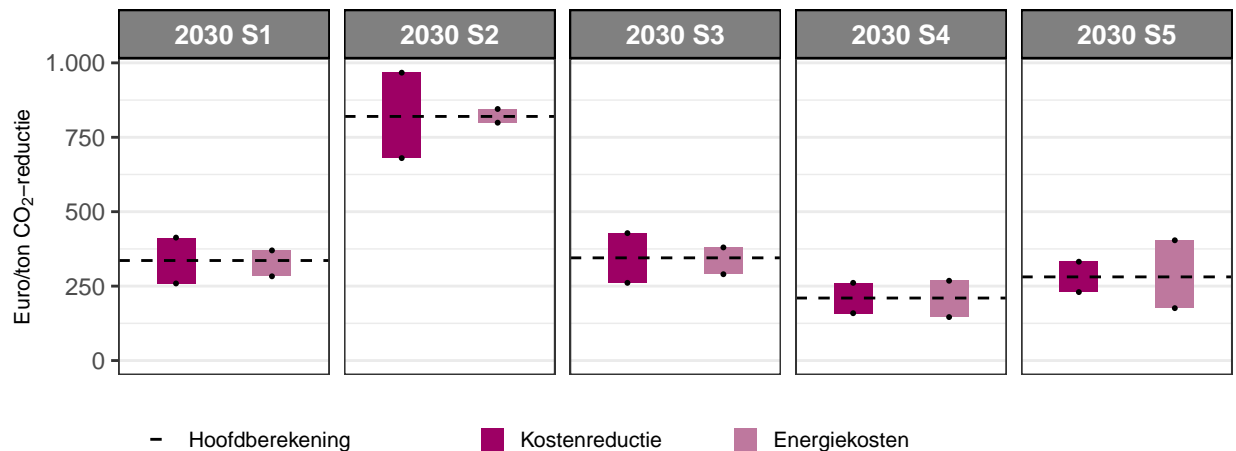 2030 S1 2030 S2 2030 S3 2030 S4 2030 S5
Euro/ton CO₂−reductie
1.000
750
500
250
0
Hoofdberekening Kostenreductie Energiekosten